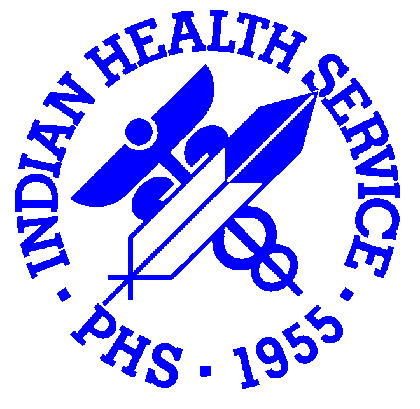 INDIAN HEALTH SERVICE
· PHS · 1955 ·